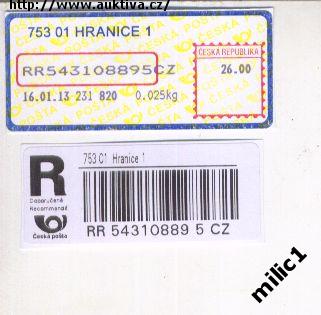 http://www.auktiva.cz
753 01 HRANICE 1
RR543108895CZ
ČESKÁ REPUBLIKA
26.00
16.01.13 231 820 0.025kg
753 01 Hranice 1
R
Doporučeně
Recommandé
Česká pošta
RR 54310889 5 CZ
milic1